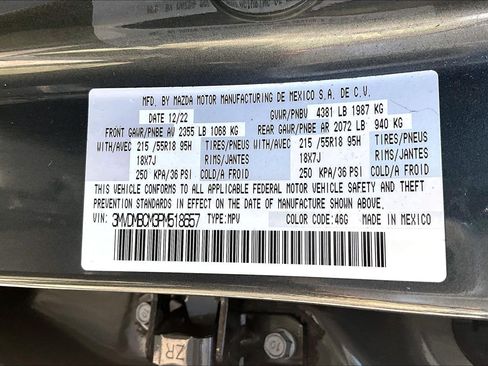 MFD. BY MAZDA MOTOR MANUFACTURING DE MEXICO S.A. DE C.V.
DATE 12/22 GVWR/PNBV 4381 LB 1987 KG
FRONT GAWR/PNBE AV 2355 LB 1068 KG REAR GAWR/PNBE AR 2072 LB 940 KG
WITH/AVEC 215 /55R18 95H TIRES/PNEUS WITH/AVEC 215 /55R18 95H TIRES/PNEUS
18X7J RIMS/JANTES 18X7J RIMS/JANTES
250 KPA/36 PSI COLD/A FROID 250 KPA/36 PSI COLD/A FROID
THIS VEHICLE CONFORMS TO ALL APPLICABLE FEDERAL MOTOR VEHICLE SAFETY AND THEFT
PREVENTION STANDARDS IN EFFECT ON THE DATE OF MANUFACTURE SHOWN ABOVE.
VIN: 3MVDMBCM3PM518657 TYPE: MPV COLOR CODE: 46G MADE IN MEXICO
ZR